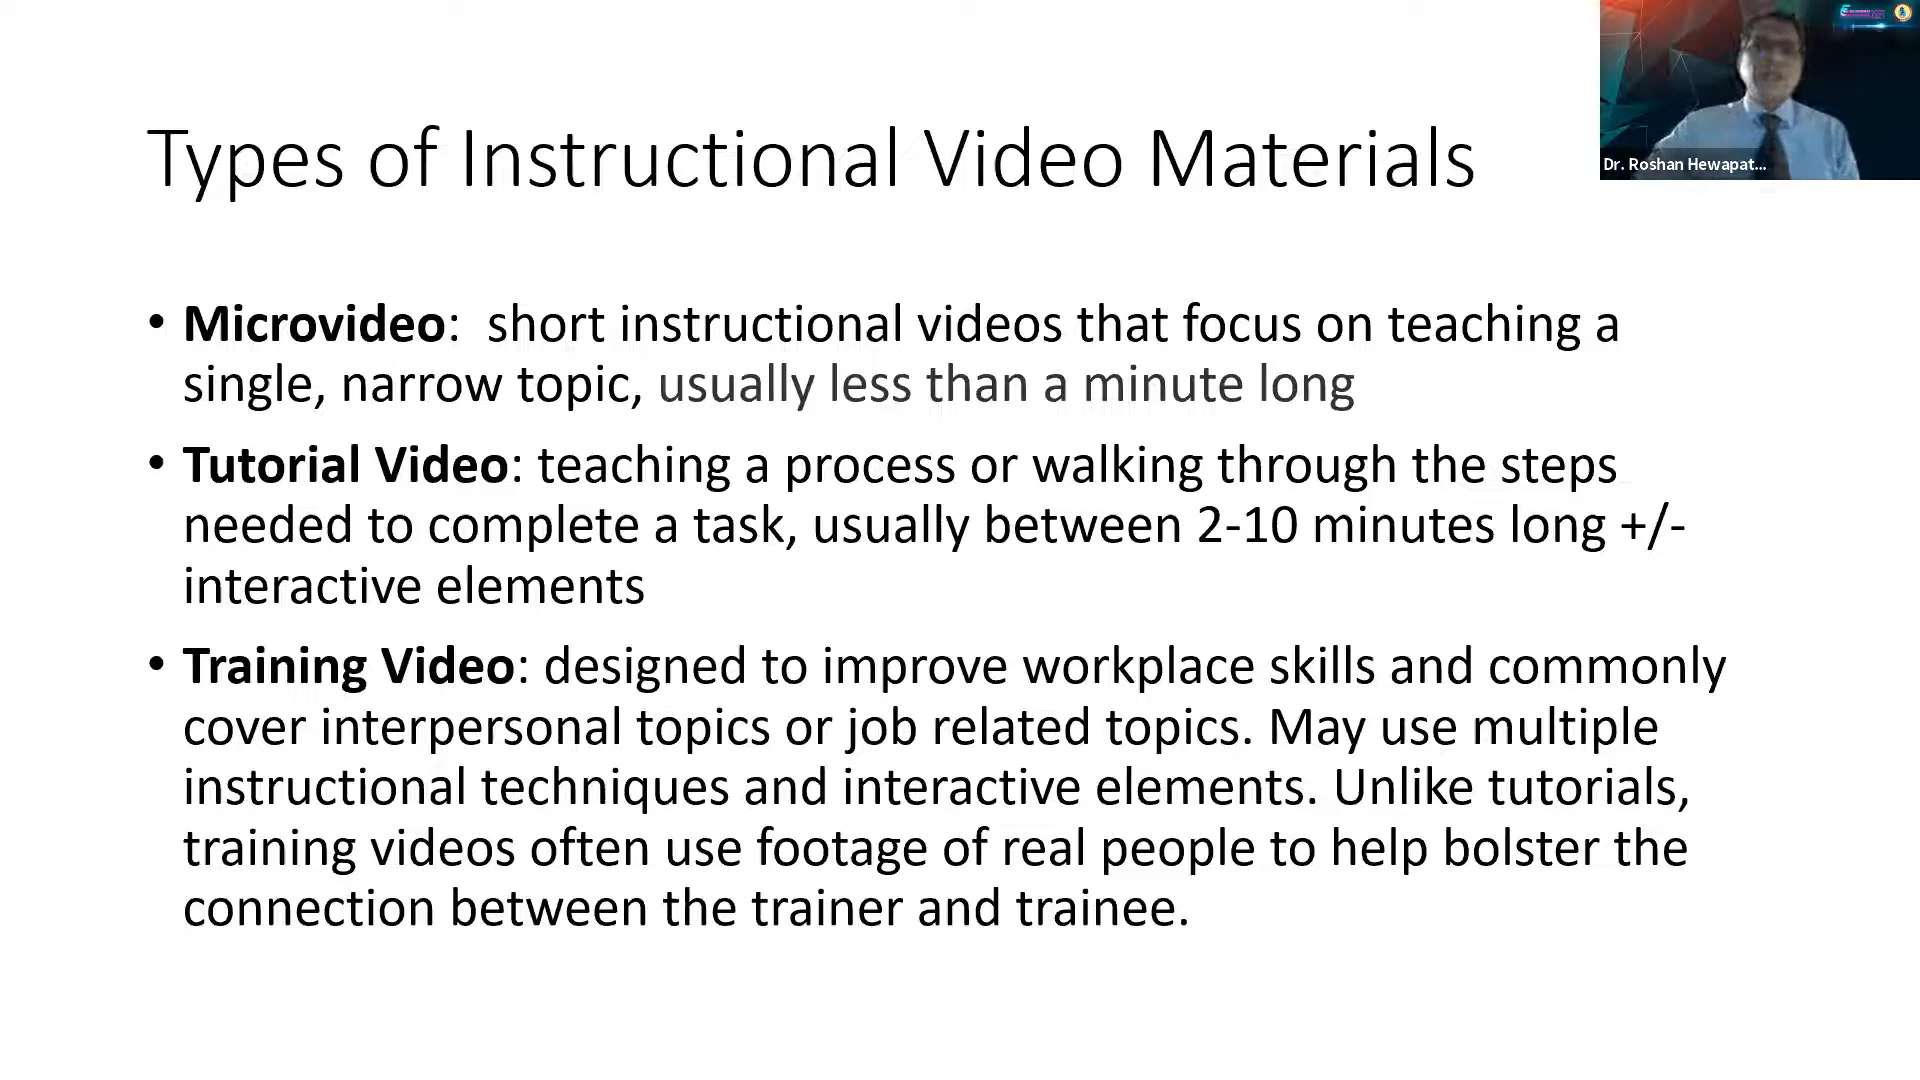 Types of Instructional Video Materials
Dr. Roshan Hewapat...
• Microvideo:  short instructional videos that focus on teaching a
single, narrow topic, usually less than a minute long
• Tutorial Video: teaching a process or walking through the steps
needed to complete a task, usually between 2-10 minutes long +/-
interactive elements
• Training Video: designed to improve workplace skills and commonly
cover interpersonal topics or job related topics. May use multiple
instructional techniques and interactive elements. Unlike tutorials,
training videos often use footage of real people to help bolster the
connection between the trainer and trainee.